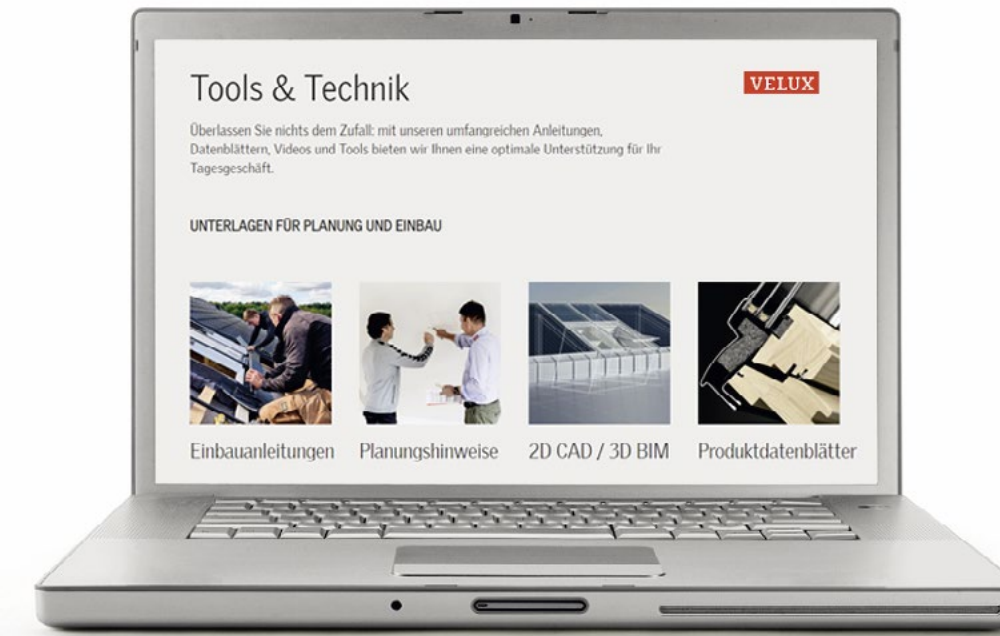 Tools & Technik
VELUX
Überlassen Sie nichts dem Zufall: mit unseren umfangreichen Anleitungen,
Datenblättern, Videos und Tools bieten wir Ihnen eine optimale Unterstützung für Ihr
Tagesgeschäft.
UNTERLAGEN FÜR PLANUNG UND EINBAU
Einbauanleitungen
Planungshinweise
2D CAD / 3D BIM
Produktdatenblätter